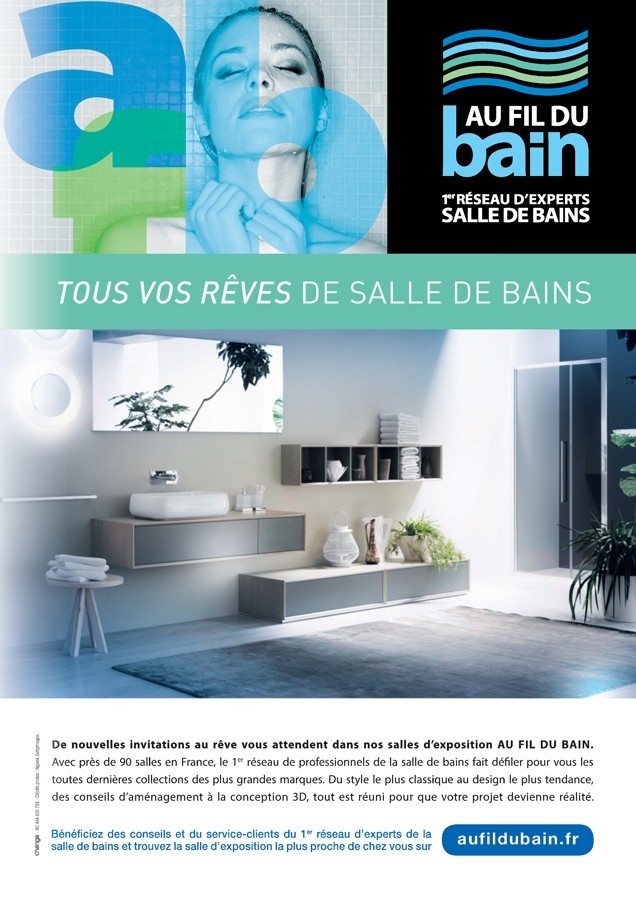 afb
AU FIL DU
bain
1er RÉSEAU D'EXPERTS
SALLE DE BAINS
TOUS VOS RÊVES DE SALLE DE BAINS
De nouvelles invitations au rêve vous attendent dans nos salles d'exposition AU FIL DU BAIN.
Avec près de 90 salles en France, le 1er réseau de professionnels de la salle de bains fait défiler pour vous les
toutes dernières collections des plus grandes marques. Du style le plus classique au design le plus tendance,
des conseils d'aménagement à la conception 3D, tout est réuni pour que votre projet devienne réalité.
Bénéficiez des conseils et du service-clients du 1er réseau d'experts de la
salle de bains et trouvez la salle d'exposition la plus proche de chez vous sur
aufildubain.fr